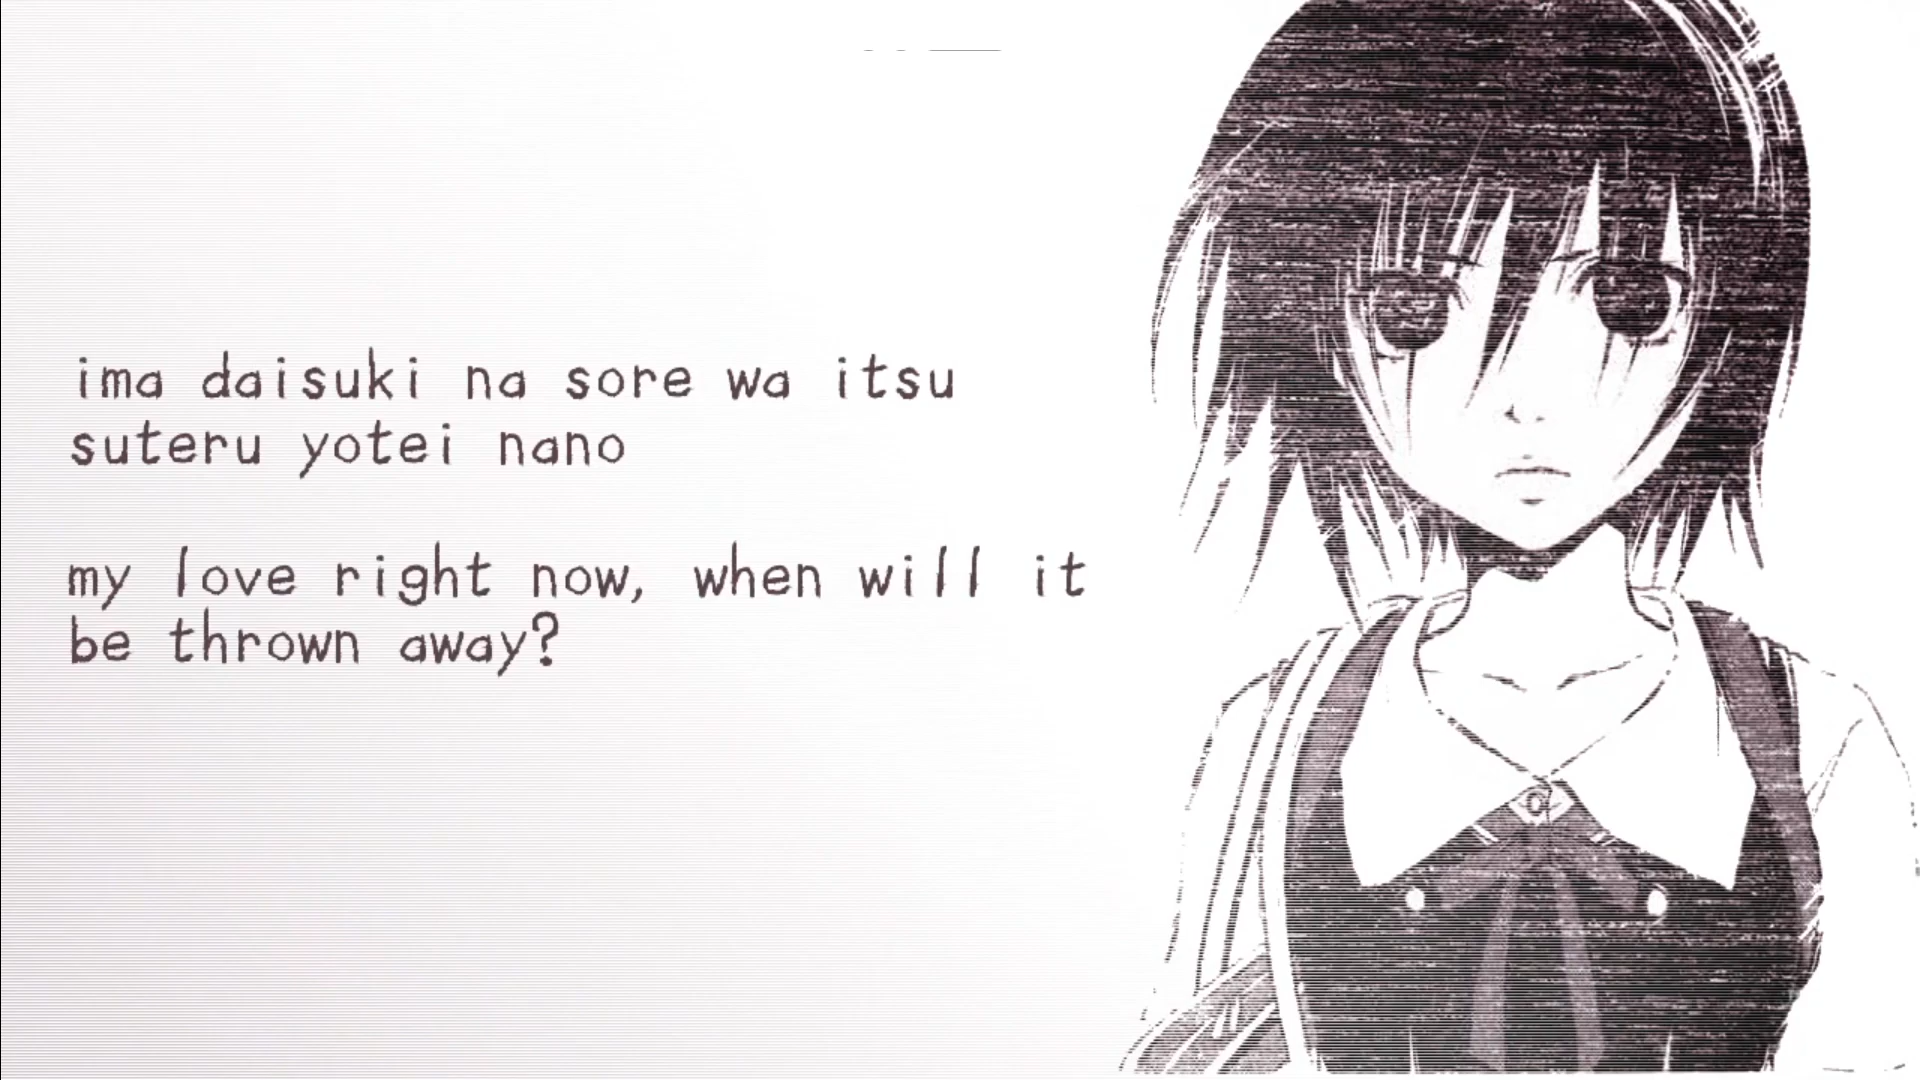 ima daisuki na sore wa itsu
suteru yotei nano
my love right now, when will it
be thrown away?